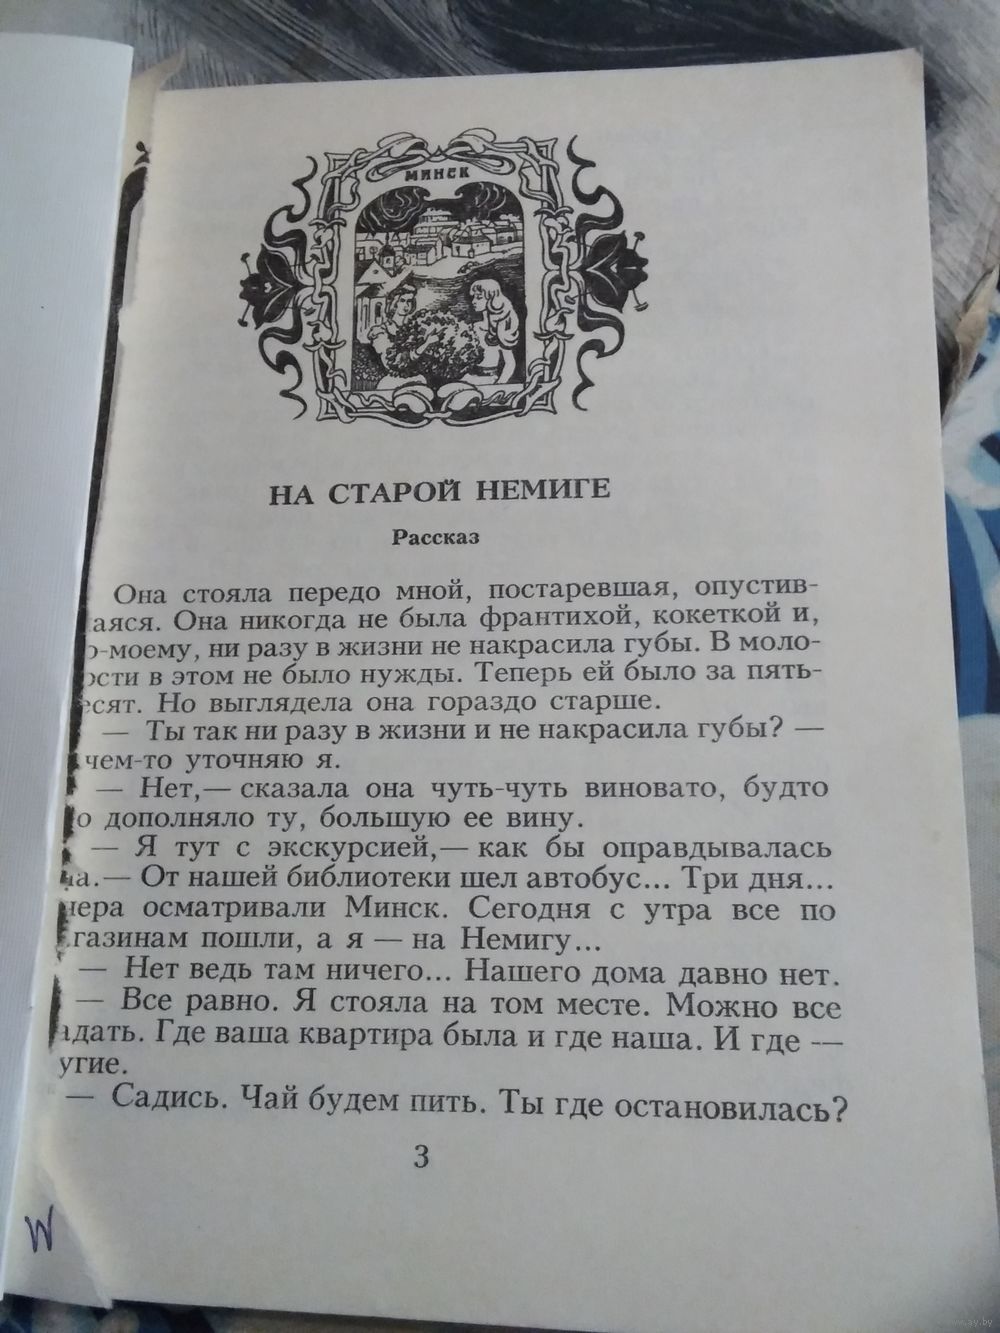 МИНСК
НА СТАРОЙ НЕМИГЕ
Рассказ
Она стояла передо мной, постаревшая, опустив-
аяся. Она никогда не была франтихой, кокеткой и,
о-моему, ни разу в жизни не накрасила губы. В моло-
ости в этом не было нужды. Теперь ей было за пять-
есят. Но выглядела она гораздо старше.
— Ты так ни разу в жизни и не накрасила губы? —
чем-то уточняю я.
— Нет,— сказала она чуть-чуть виновато, будто
о дополняло ту, большую ее вину.
— Я тут с экскурсией,— как бы оправдывалась
на.— От нашей библиотеки шел автобус... Три дня...
чера осматривали Минск. Сегодня с утра все по
газинам пошли, а я — на Немигу...
— Нет ведь там ничего... Нашего дома давно нет.
— Все равно. Я стояла на том месте. Можно все
адать. Где ваша квартира была и где наша. И где —
угие.
— Садись. Чай будем пить. Ты где остановилась?
3
W
www.ay.by